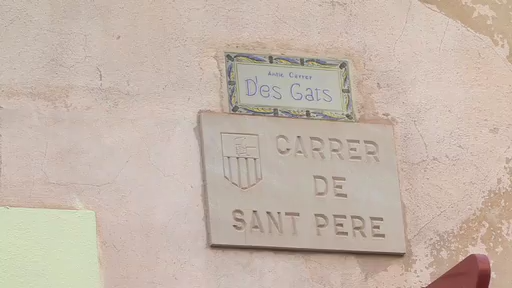 Antic Carrer
D'es Gats
CARRER
DE
SANT PERE